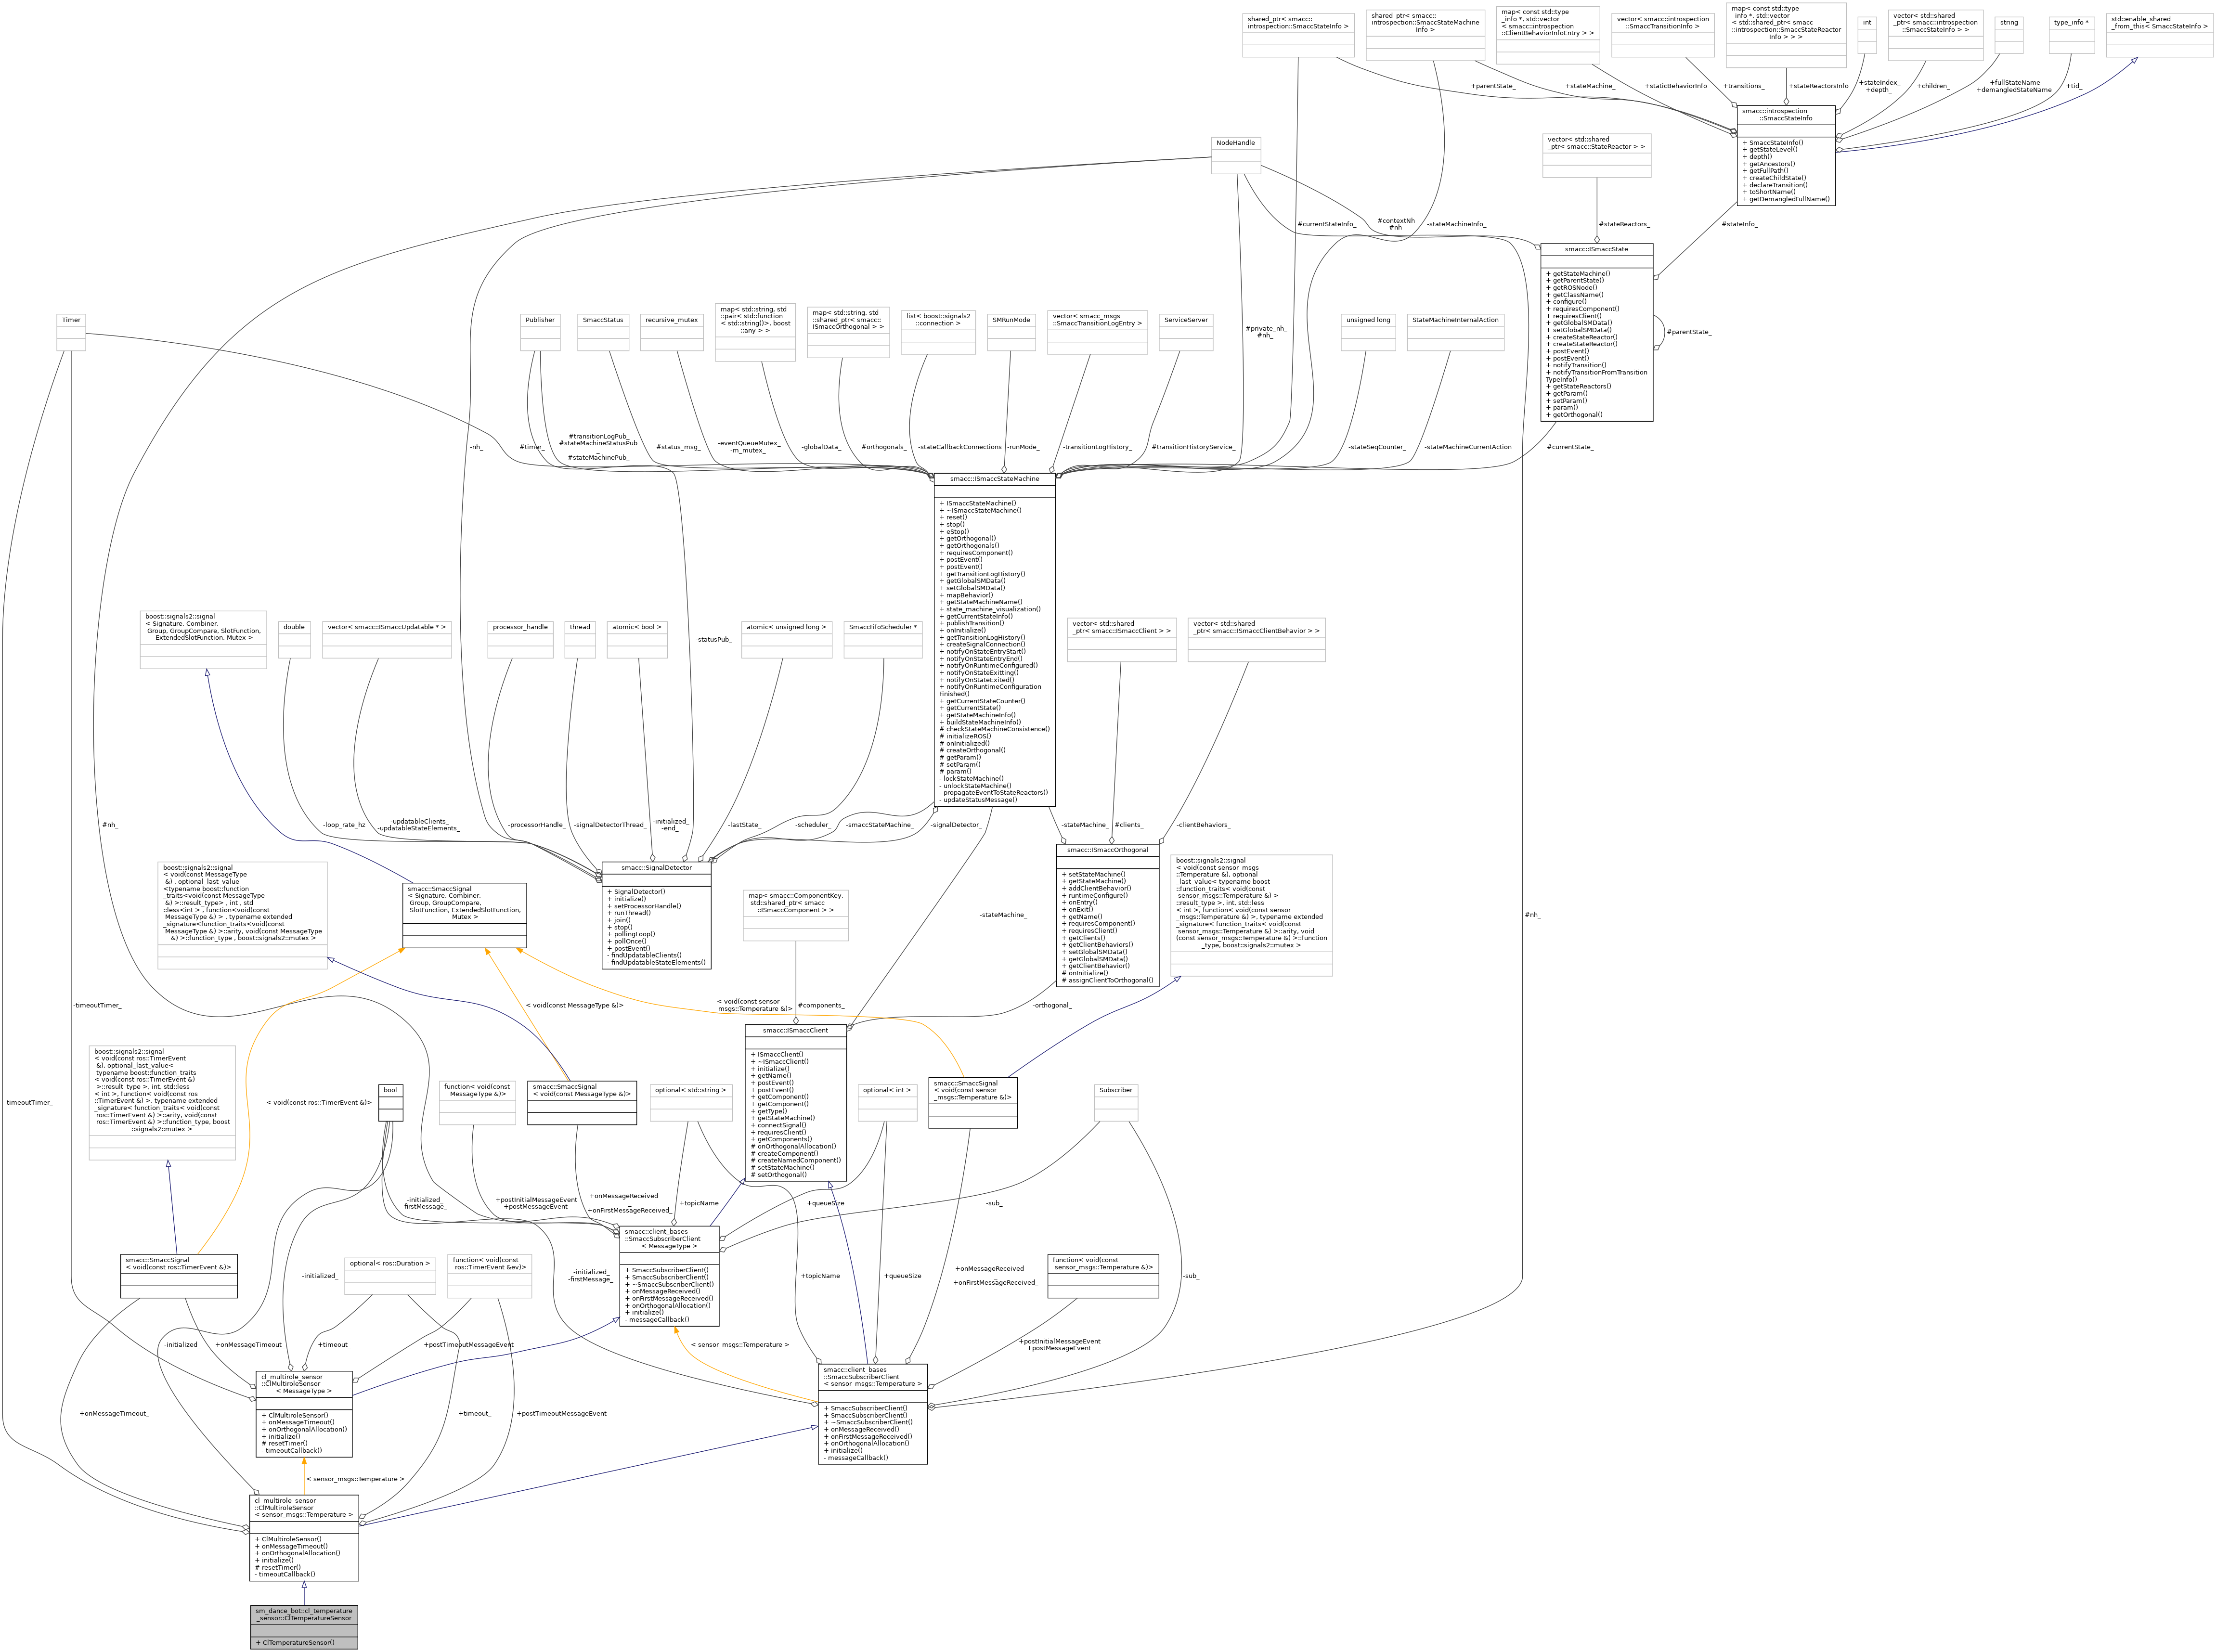 shared_ptr< smacc::
introspection::SmaccStateInfo >
shared_ptr< smacc::
introspection::SmaccStateMachine
Info >
map< const std::type
_info *, std::vector
< smacc::introspection
::ClientBehaviorInfoEntry > >
vector< smacc::introspection
::SmaccTransitionInfo >
map< const std::type
_info *, std::vector
< std::shared_ptr< smacc
::introspection::SmaccStateReactor
Info > > >
int
vector< std::shared
_ptr< smacc::introspection
::SmaccStateInfo > >
string
type_info *
std::enable_shared
_from_this< SmaccStateInfo >
+parentState_
+stateMachine_
+staticBehaviorInfo
+transitions_
+stateReactorsInfo
+stateIndex_
+depth_
+children_
+fullStateName
+demangledStateName
+tid_
smacc::introspection
::SmaccStateInfo
+ SmaccStateInfo()
+ getStateLevel()
+ depth()
+ getAncestors()
+ getFullPath()
+ createChildState()
+ declareTransition()
+ toShortName()
+ getDemangledFullName()
NodeHandle
vector< std::shared
_ptr< smacc::StateReactor > >
#currentStateInfo_
-stateMachineInfo_
#contextNh
#nh
#stateReactors_
#stateInfo_
smacc::ISmaccState
+ getStateMachine()
+ getParentState()
+ getROSNode()
+ getClassName()
+ configure()
+ requiresComponent()
+ requiresClient()
+ getGlobalSMData()
+ setGlobalSMData()
+ createStateReactor()
+ createStateReactor()
+ postEvent()
+ postEvent()
+ notifyTransition()
+ notifyTransitionFromTransition
TypeInfo()
+ getStateReactors()
+ getParam()
+ setParam()
+ param()
+ getOrthogonal()
#parentState_
Timer
Publisher
SmaccStatus
recursive_mutex
map< std::string, std
::pair< std::function
< std::string()>, boost
::any > >
map< std::string, std
::shared_ptr< smacc::
ISmaccOrthogonal > >
list< boost::signals2
::connection >
SMRunMode
vector< smacc_msgs
::SmaccTransitionLogEntry >
ServiceServer
#private_nh_
#nh_
unsigned long
StateMachineInternalAction
-nh_
#timer_
#transitionLogPub_
#stateMachineStatusPub
_
#stateMachinePub_
#status_msg_
-eventQueueMutex_
-m_mutex_
-globalData_
#orthogonals_
-stateCallbackConnections
-runMode_
-transitionLogHistory_
#transitionHistoryService_
-stateSeqCounter_
-stateMachineCurrentAction
#currentState_
smacc::ISmaccStateMachine
+ ISmaccStateMachine()
+ ~ISmaccStateMachine()
+ reset()
+ stop()
+ eStop()
+ getOrthogonal()
+ getOrthogonals()
+ requiresComponent()
+ postEvent()
+ postEvent()
+ getTransitionLogHistory()
+ getGlobalSMData()
+ setGlobalSMData()
+ mapBehavior()
+ getStateMachineName()
+ state_machine_visualization()
+ getCurrentStateInfo()
+ publishTransition()
+ onInitialize()
+ getTransitionLogHistory()
+ createSignalConnection()
+ notifyOnStateEntryStart()
+ notifyOnStateEntryEnd()
+ notifyOnRuntimeConfigured()
+ notifyOnStateExitting()
+ notifyOnStateExited()
+ notifyOnRuntimeConfiguration
Finished()
+ getCurrentStateCounter()
+ getCurrentState()
+ getStateMachineInfo()
+ buildStateMachineInfo()
# checkStateMachineConsistence()
# initializeROS()
# onInitialized()
# createOrthogonal()
# getParam()
# setParam()
# param()
- lockStateMachine()
- unlockStateMachine()
- propagateEventToStateReactors()
- updateStatusMessage()
boost::signals2::signal
< Signature, Combiner,
Group, GroupCompare, SlotFunction,
ExtendedSlotFunction, Mutex >
double
vector< smacc::ISmaccUpdatable * >
processor_handle
thread
atomic< bool >
-statusPub_
atomic< unsigned long >
SmaccFifoScheduler *
vector< std::shared
_ptr< smacc::ISmaccClient > >
vector< std::shared
_ptr< smacc::ISmaccClientBehavior > >
#nh_
-loop_rate_hz
-updatableClients_
-updatableStateElements_
-processorHandle_
-signalDetectorThread_
-initialized_
-end_
-lastState_
-scheduler_
-smaccStateMachine_
-signalDetector_
-stateMachine_
#clients_
-clientBehaviors_
smacc::SignalDetector
+ SignalDetector()
+ initialize()
+ setProcessorHandle()
+ runThread()
+ join()
+ stop()
+ pollingLoop()
+ pollOnce()
+ postEvent()
- findUpdatableClients()
- findUpdatableStateElements()
smacc::ISmaccOrthogonal
+ setStateMachine()
+ getStateMachine()
+ addClientBehavior()
+ runtimeConfigure()
+ onEntry()
+ onExit()
+ getName()
+ requiresComponent()
+ requiresClient()
+ getClients()
+ getClientBehaviors()
+ setGlobalSMData()
+ getGlobalSMData()
+ getClientBehavior()
# onInitialize()
# assignClientToOrthogonal()
boost::signals2::signal
< void(const MessageType
&) , optional_last_value
<typename boost::function
_traits<void(const MessageType
&) >::result_type> , int , std
::less<int > , function<void(const
MessageType &) > , typename extended
_signature<function_traits<void(const
MessageType &) >::arity, void(const MessageType
&) >::function_type , boost::signals2::mutex >
smacc::SmaccSignal
< Signature, Combiner,
Group, GroupCompare,
SlotFunction, ExtendedSlotFunction,
Mutex >
map< smacc::ComponentKey,
std::shared_ptr< smacc
::ISmaccComponent > >
boost::signals2::signal
< void(const sensor_msgs
::Temperature &), optional
_last_value< typename boost
::function_traits< void(const
sensor_msgs::Temperature &) >
::result_type >, int, std::less
< int >, function< void(const sensor
_msgs::Temperature &) >, typename extended
_signature< function_traits< void(const
sensor_msgs::Temperature &) >::arity, void
(const sensor_msgs::Temperature &) >::function
_type, boost::signals2::mutex >
-stateMachine_
#nh_
-timeoutTimer_
< void(const MessageType &)>
< void(const sensor
_msgs::Temperature &)>
#components_
-orthogonal_
smacc::ISmaccClient
+ ISmaccClient()
+ ~ISmaccClient()
+ initialize()
+ getName()
+ postEvent()
+ postEvent()
+ getComponent()
+ getComponent()
+ getType()
+ getStateMachine()
+ connectSignal()
+ requiresClient()
+ getComponents()
# onOrthogonalAllocation()
# createComponent()
# createNamedComponent()
# setStateMachine()
# setOrthogonal()
boost::signals2::signal
< void(const ros::TimerEvent
&), optional_last_value<
typename boost::function_traits
< void(const ros::TimerEvent &)
>::result_type >, int, std::less
< int >, function< void(const ros
::TimerEvent &) >, typename extended
_signature< function_traits< void(const
ros::TimerEvent &) >::arity, void(const
ros::TimerEvent &) >::function_type, boost
::signals2::mutex >
-timeoutTimer_
< void(const ros::TimerEvent &)>
bool
function< void(const
MessageType &)>
smacc::SmaccSignal
< void(const MessageType &)>
optional< std::string >
optional< int >
smacc::SmaccSignal
< void(const sensor
_msgs::Temperature &)>
Subscriber
-initialized_
-firstMessage_
+postInitialMessageEvent
+postMessageEvent
+onMessageReceived
_
+onFirstMessageReceived_
+topicName
+queueSize
-sub_
smacc::client_bases
::SmaccSubscriberClient
< MessageType >
+ SmaccSubscriberClient()
+ SmaccSubscriberClient()
+ ~SmaccSubscriberClient()
+ onMessageReceived()
+ onFirstMessageReceived()
+ onOrthogonalAllocation()
+ initialize()
- messageCallback()
smacc::SmaccSignal
< void(const ros::TimerEvent &)>
-initialized_
optional< ros::Duration >
function< void(const
ros::TimerEvent &ev)>
-initialized_
-firstMessage_
+topicName
+queueSize
+onMessageReceived
_
+onFirstMessageReceived_
function< void(const
sensor_msgs::Temperature &)>
-sub_
-initialized_
+onMessageTimeout_
+timeout_
+postTimeoutMessageEvent
< sensor_msgs::Temperature >
+postInitialMessageEvent
+postMessageEvent
cl_multirole_sensor
::ClMultiroleSensor
< MessageType >
+ ClMultiroleSensor()
+ onMessageTimeout()
+ onOrthogonalAllocation()
+ initialize()
# resetTimer()
- timeoutCallback()
smacc::client_bases
::SmaccSubscriberClient
< sensor_msgs::Temperature >
+ SmaccSubscriberClient()
+ SmaccSubscriberClient()
+ ~SmaccSubscriberClient()
+ onMessageReceived()
+ onFirstMessageReceived()
+ onOrthogonalAllocation()
+ initialize()
- messageCallback()
+onMessageTimeout_
+timeout_
+postTimeoutMessageEvent
< sensor_msgs::Temperature >
cl_multirole_sensor
::ClMultiroleSensor
< sensor_msgs::Temperature >
+ ClMultiroleSensor()
+ onMessageTimeout()
+ onOrthogonalAllocation()
+ initialize()
# resetTimer()
- timeoutCallback()
sm_dance_bot::cl_temperature
_sensor::ClTemperatureSensor
+ ClTemperatureSensor()